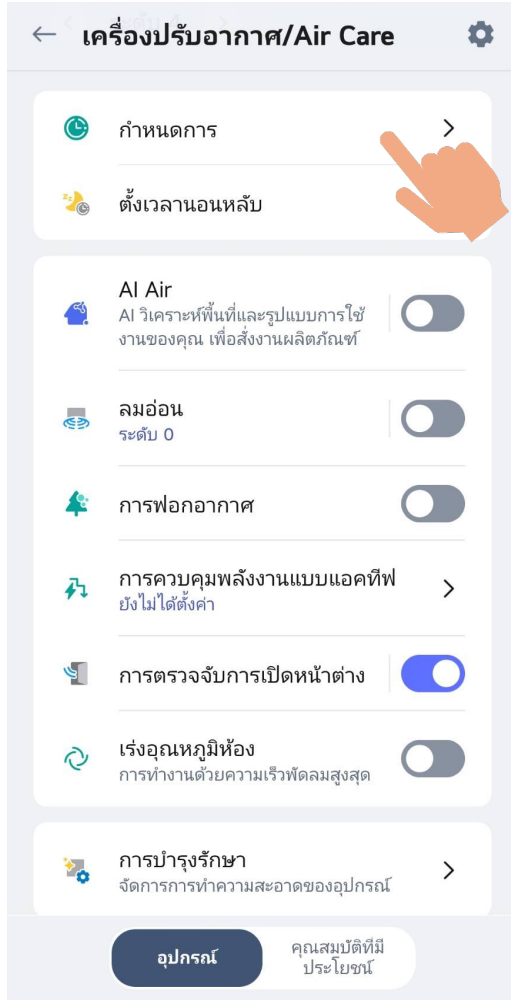 เครื่องปรับอากาศ/Air Care
กำหนดการ
ตั้งเวลานอนหลับ
AI Air
AI วิเคราะห์พื้นที่และรูปแบบการใช้
งานของคุณ เพื่อสั่งงานผลิตภัณฑ์
ลมอ่อน
ระดับ 0
การฟอกอากาศ
การควบคุมพลังงานแบบแอคทีฟ
ยังไม่ได้ตั้งค่า
การตรวจจับการเปิดหน้าต่าง
เร่งอุณหภูมิห้อง
การทำงานด้วยความเร็วพัดลมสูงสุด
การบำรุงรักษา
จัดการการทำความสะอาดของอุปกรณ์
อุปกรณ์
คุณสมบัติที่มี
ประโยชน์